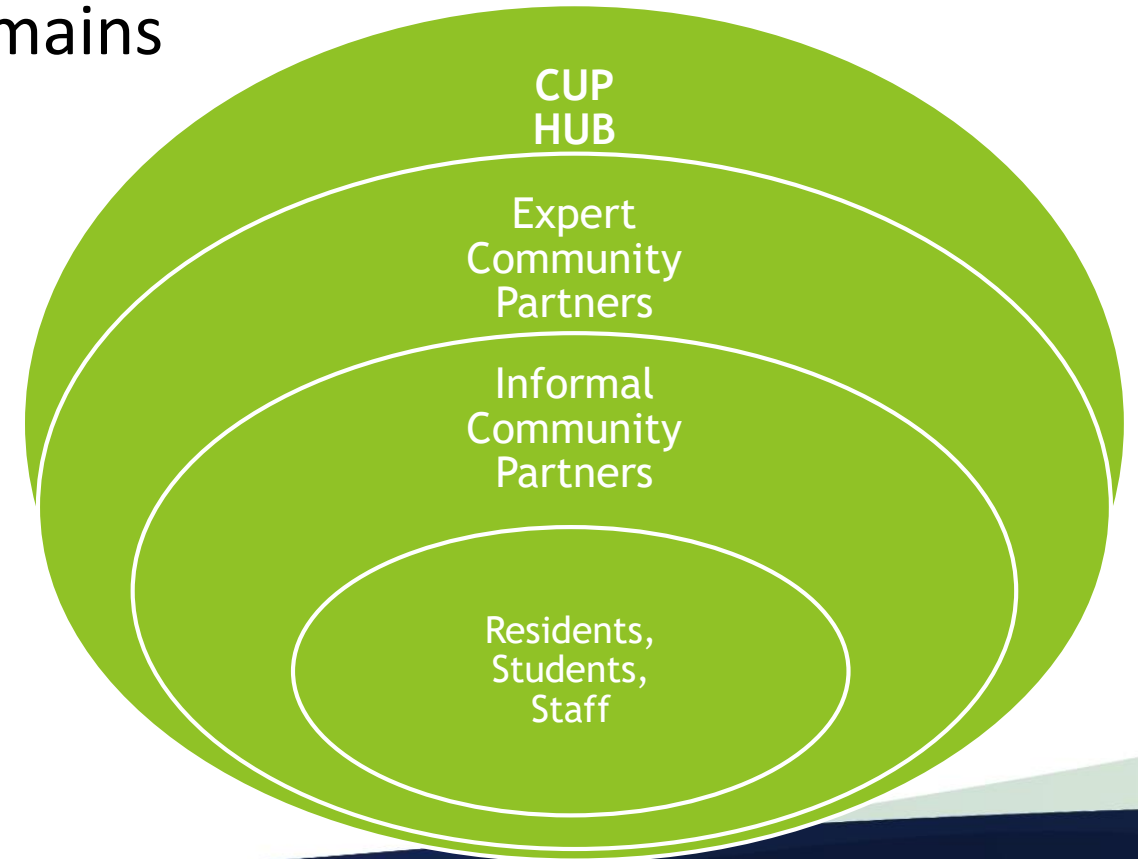 mains
CUP
HUB
Expert
Community
Partners
Informal
Community
Partners
Residents,
Students,
Staff